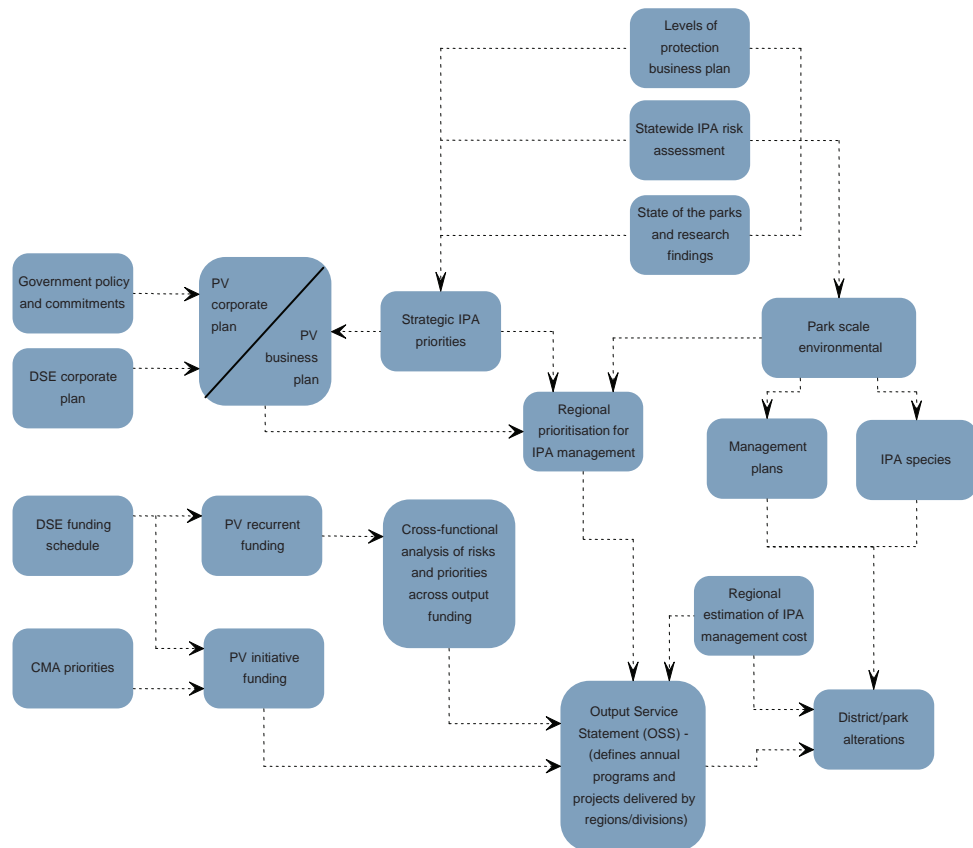 Levels of
protection
business plan
Statewide IPA risk
assessment
State of the parks
and research
findings
Government policy
and commitments
DSE corporate
plan
PV
corporate
plan
PV
business
plan
Strategic IPA
priorities
Park scale
environmental
Regional
prioritisation for
IPA management
Management
plans
IPA species
DSE funding
schedule
PV recurrent
funding
Cross-functional
analysis of risks
and priorities
across output
funding
Regional
estimation of IPA
management cost
CMA priorities
PV initiative
funding
Output Service
Statement (OSS) -
(defines annual
programs and
projects delivered by
regions/divisions)
District/park
alterations